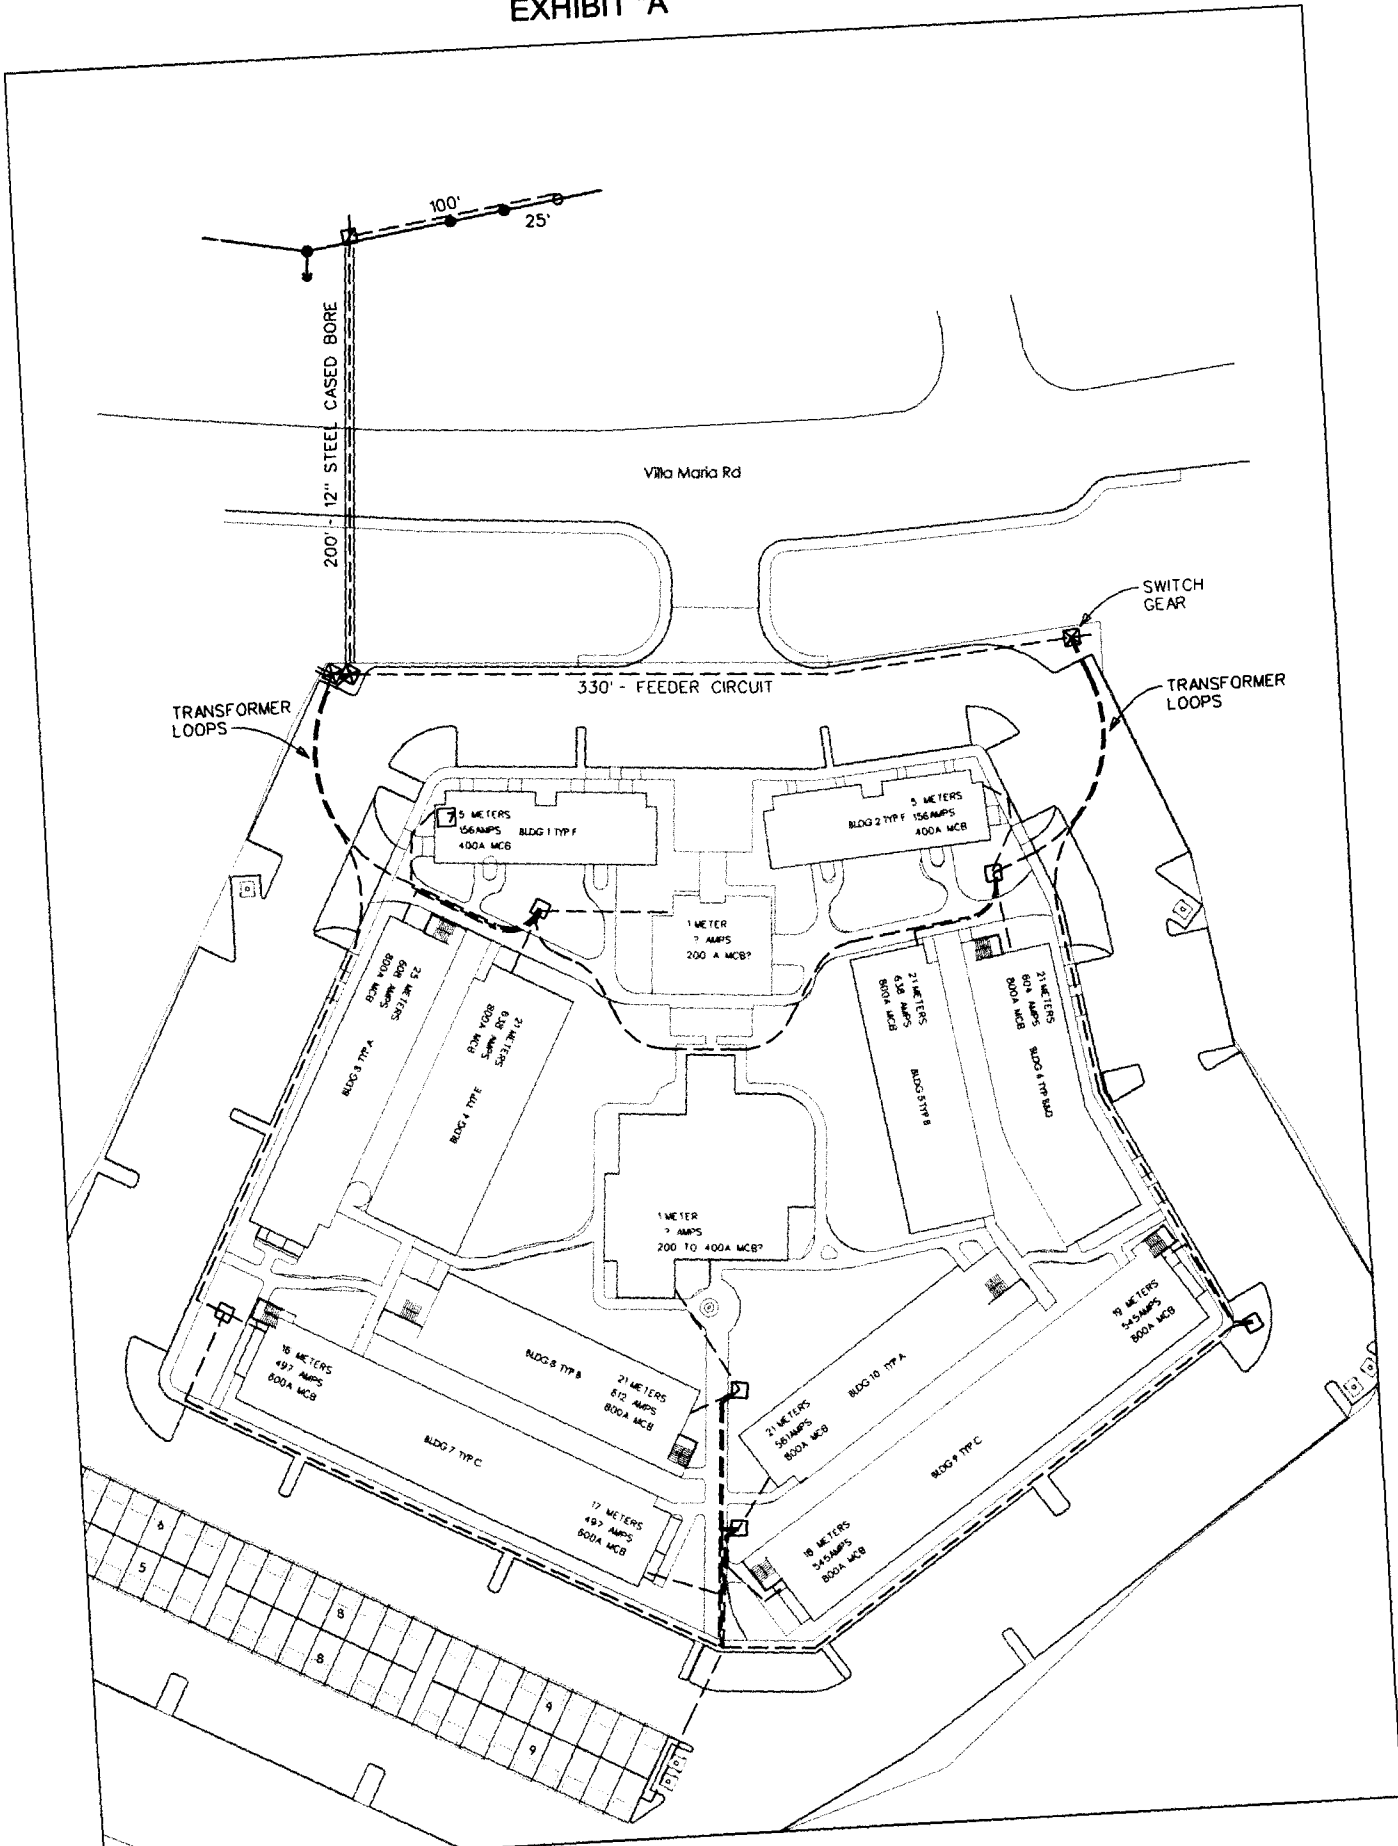 EXHIBIT "A"
100'
25'
200' - 12" STEEL CASED BORE
Villa Maria Rd
SWITCH
GEAR
330' - FEEDER CIRCUIT
TRANSFORMER
LOOPS
TRANSFORMER
LOOPS
5 METERS
156AMPS
400A MCB
BLDG 1 TYP F
BLDG 2 TYP F
5 METERS
156AMPS
400A MCB
1 METER
? AMPS
200 A MCB?
25 METERS
608 AMPS
800A MCB
BLDG 3 TYP A
21 METERS
638 AMPS
800A MCB
BLDG 4 TYP E
21 METERS
638 AMPS
800A MCB
BLDG 5 TYP B
21 METERS
604 AMPS
800A MCB
1 METER
? AMPS
200 TO 400A MCB?
19 METERS
545AMPS
800A MCB
16 METERS
497 AMPS
600A MCB
BLDG 8 TYP B
21 METERS
612 AMPS
800A MCB
BLDG 10 TYP A
21 METERS
561AMPS
800A MCB
BLDG 7 TYP C
BLDG 9 TYP C
17 METERS
497 AMPS
600A MCB
18 METERS
545AMPS
800A MCB
6
5
8
8
9
9